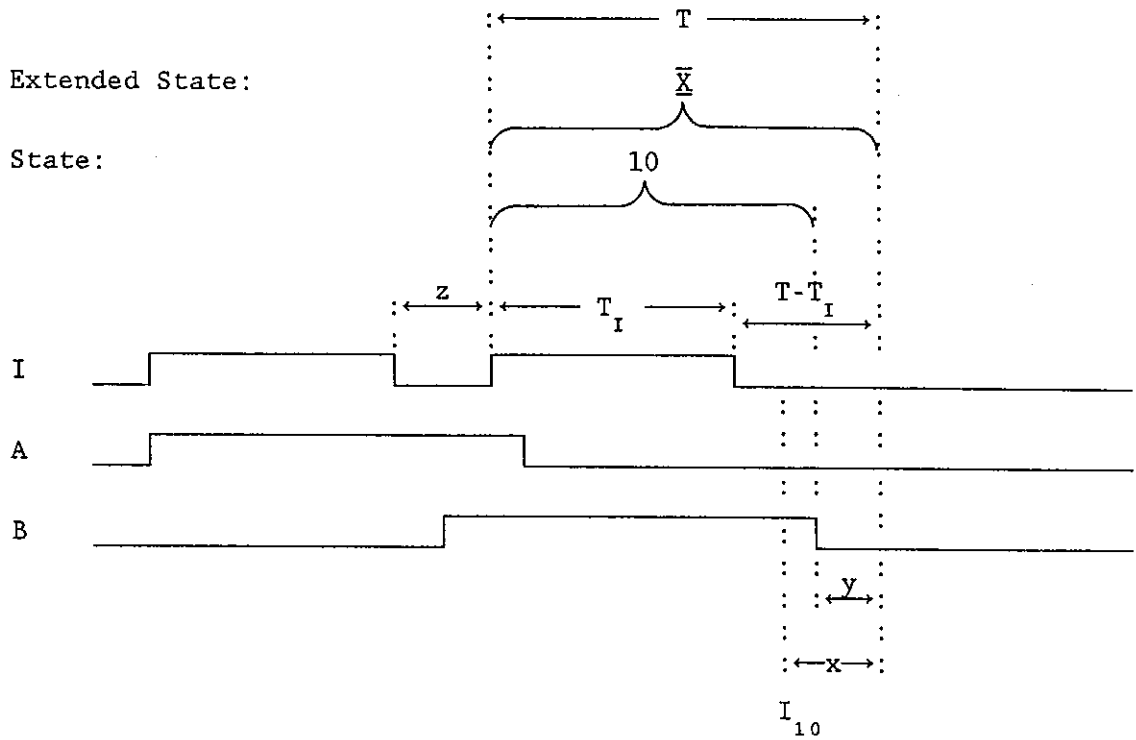 T
Extended State:
X̅
State:
10
z
T_I
T-T_I
I
A
B
y
x
I_10